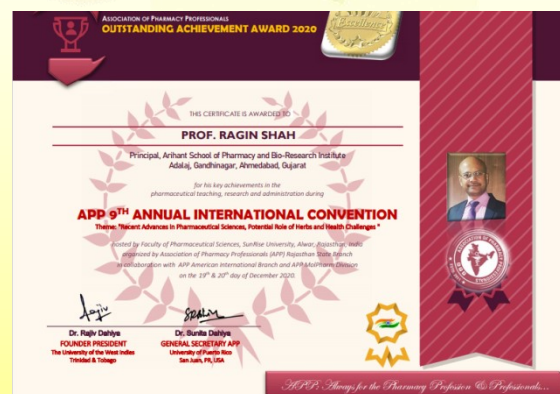 ASSOCIATION OF PHARMACY PROFESSIONALS
OUTSTANDING ACHIEVEMENT AWARD 2020
Excellence
THIS CERTIFICATE IS AWARDED TO
PROF. RAGIN SHAH
Principal, Arihant School of Pharmacy and Bio-Research Institute
Adalaj, Gandhinagar, Ahmedabad, Gujarat
for his key achievements in the
pharmaceutical teaching, research and administration during
APP 9TH ANNUAL INTERNATIONAL CONVENTION
Theme: "Recent Advances in Pharmaceutical Sciences, Potential Role of Herbs and Health Challenges "
hosted by Faculty of Pharmaceutical Sciences, SunRise University, Alwar, Rajasthan, India
organized by Association of Pharmacy Professionals (APP) Rajasthan State Branch
in collaboration with APP American International Branch and APP MolPharm Division
on the 19th & 20th day of December 2020.
Dr. Rajiv Dahiya
FOUNDER PRESIDENT
The University of the West Indies
Trinidad & Tobago
Dr. Sunita Dahiya
GENERAL SECRETARY APP
University of Puerto Rico
San Juan, PR, USA
ASSOCIATION OF PHARMACY PROFESSIONALS
APP: Always for the Pharmacy Profession & Professionals...